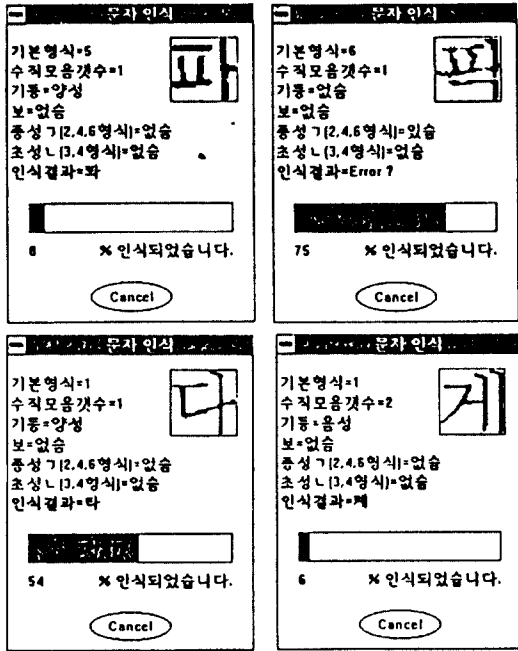 문자 인식
기본형식=5
수직모음갯수=1
기둥=양성
보=없슴
종성ㄱ(2,4,6형식)=없슴
초성ㄴ(3,4형식)=없슴
인식결과=퐈
% 인식되었습니다.
Cancel
문자 인식
기본형식=6
수직모음갯수=1
기둥=없슴
보=없슴
종성ㄱ(2,4,6형식)=있슴
초성ㄴ(3,4형식)=없슴
인식결과=Error ?
75 % 인식되었습니다.
Cancel
문자 인식
기본형식=1
수직모음갯수=1
기둥=양성
보=없슴
종성ㄱ(2,4,6형식)=없슴
초성ㄴ(3,4형식)=없슴
인식결과=타
54 % 인식되었습니다.
Cancel
문자 인식
기본형식=1
수직모음갯수=2
기둥=음성
보=없슴
종성ㄱ(2,4,6형식)=없슴
초성ㄴ(3,4형식)=없슴
인식결과=케
6 % 인식되었습니다.
Cancel